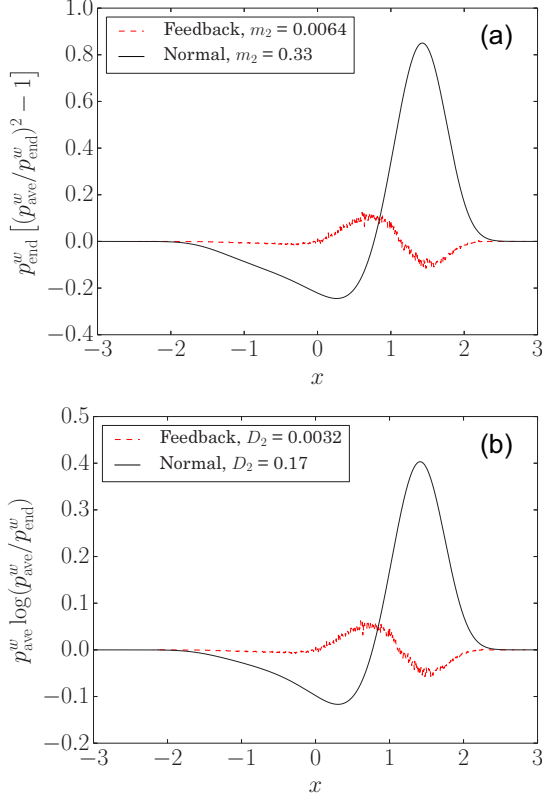 (a)
Feedback, m₂ = 0.0064
Normal, m₂ = 0.33
p^w_end [(p^w_ave/p^w_end)² − 1]
1.0
0.8
0.6
0.4
0.2
0.0
−0.2
−0.4
−3 −2 −1 0 1 2 3
x
(b)
Feedback, D₂ = 0.0032
Normal, D₂ = 0.17
p^w_ave log(p^w_ave/p^w_end)
0.5
0.4
0.3
0.2
0.1
0.0
−0.1
−0.2
−3 −2 −1 0 1 2 3
x